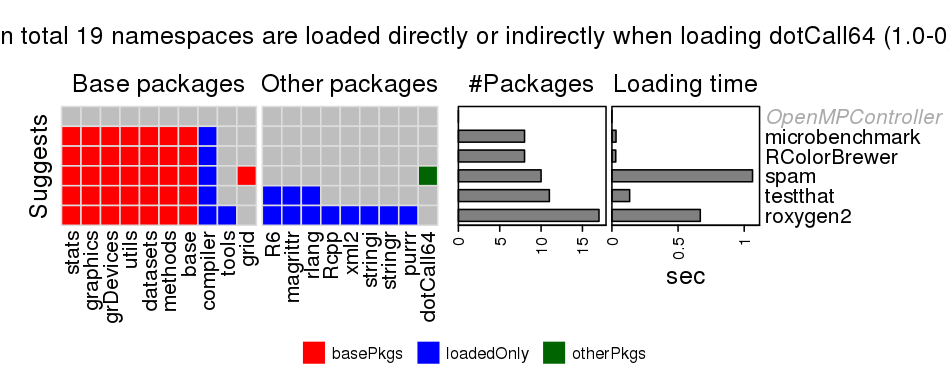 n total 19 namespaces are loaded directly or indirectly when loading dotCall64 (1.0-0
Base packages
Other packages
#Packages
Loading time
Suggests
OpenMPController
microbenchmark
RColorBrewer
spam
testthat
roxygen2
stats
graphics
grDevices
utils
datasets
methods
base
compiler
tools
grid
R6
magrittr
rlang
Rcpp
xml2
stringi
stringr
purrr
dotCall64
0
5
10
15
0
0.5
1
sec
basePkgs
loadedOnly
otherPkgs